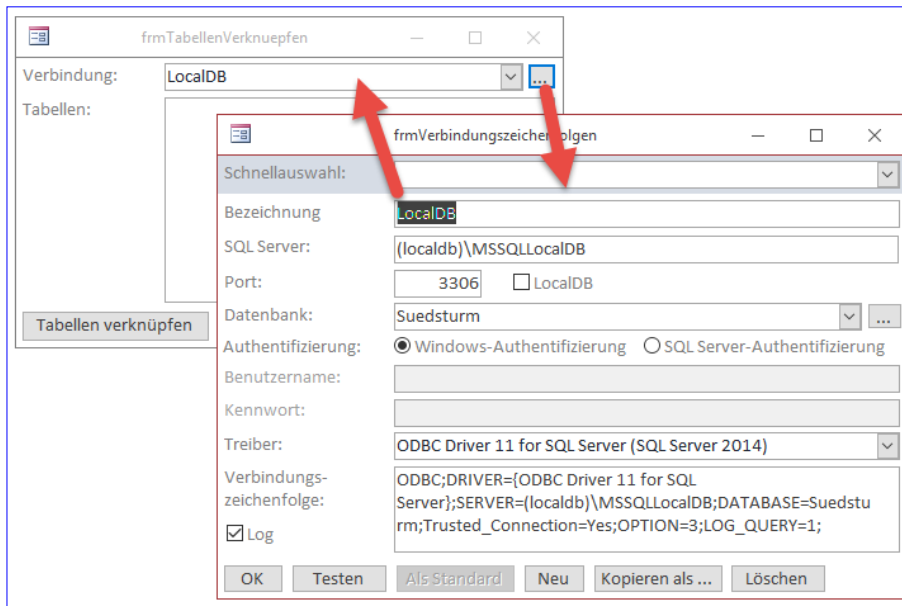 frmTabellenVerknuepfen
Verbindung: LocalDB ...
Tabellen:
Tabellen verknüpfen
frmVerbindungszeichenfolgen
Schnellauswahl:
Bezeichnung LocalDB
SQL Server: (localdb)\MSSQLLocalDB
Port: 3306 LocalDB
Datenbank: Suedsturm ...
Authentifizierung: Windows-Authentifizierung SQL Server-Authentifizierung
Benutzername:
Kennwort:
Treiber: ODBC Driver 11 for SQL Server (SQL Server 2014)
Verbindungs-
zeichenfolge:
ODBC;DRIVER={ODBC Driver 11 for SQL
Server};SERVER=(localdb)\MSSQLLocalDB;DATABASE=Suedstu
rm;Trusted_Connection=Yes;OPTION=3;LOG_QUERY=1;
Log
OK Testen Als Standard Neu Kopieren als ... Löschen